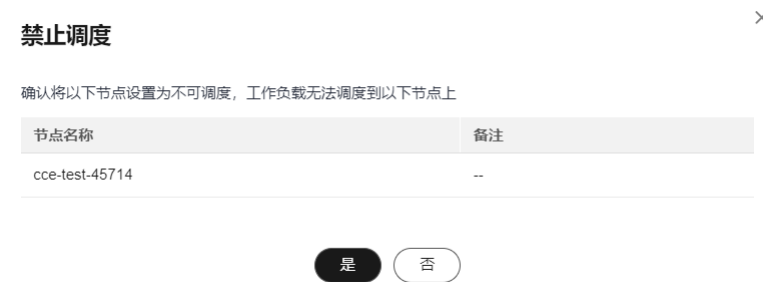 禁止调度
确认将以下节点设置为不可调度，工作负载无法调度到以下节点上
节点名称 备注
cce-test-45714 --
是 否